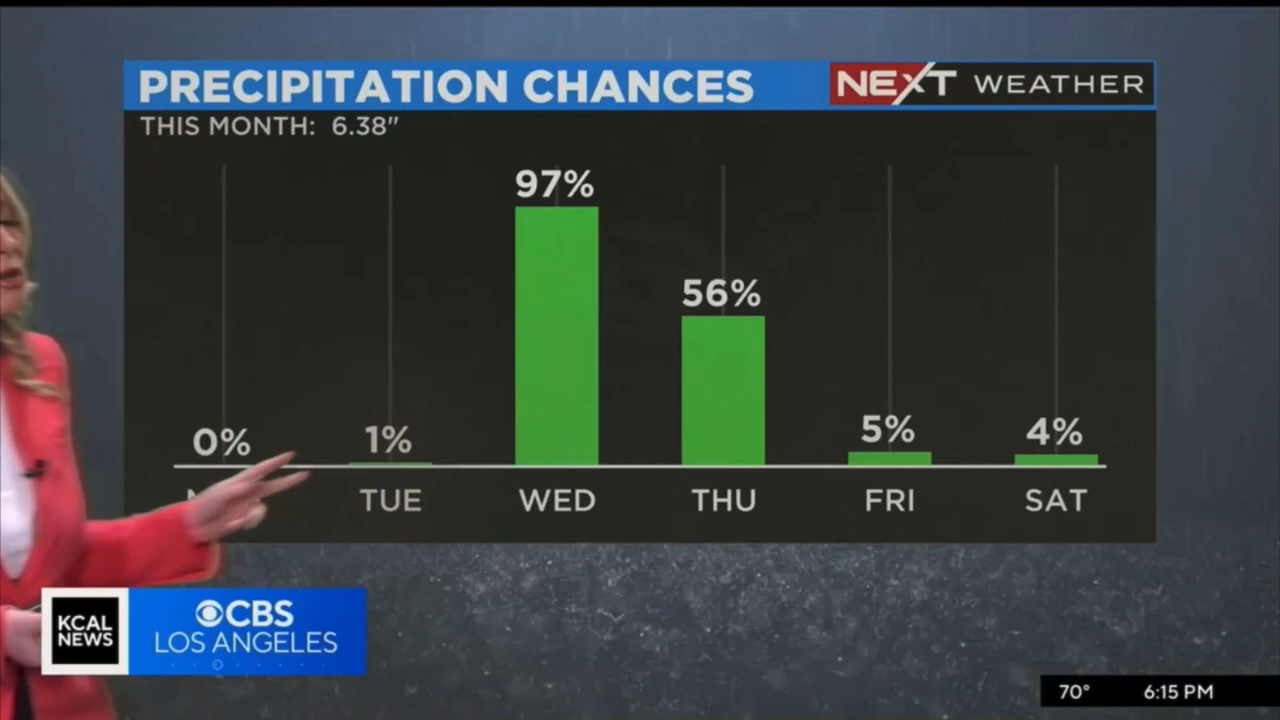 PRECIPITATION CHANCES
NEXT WEATHER
THIS MONTH: 6.38"
97%
56%
0%
1%
5%
4%
TUE
WED
THU
FRI
SAT
KCAL
NEWS
CBS
LOS ANGELES
70°
6:15 PM